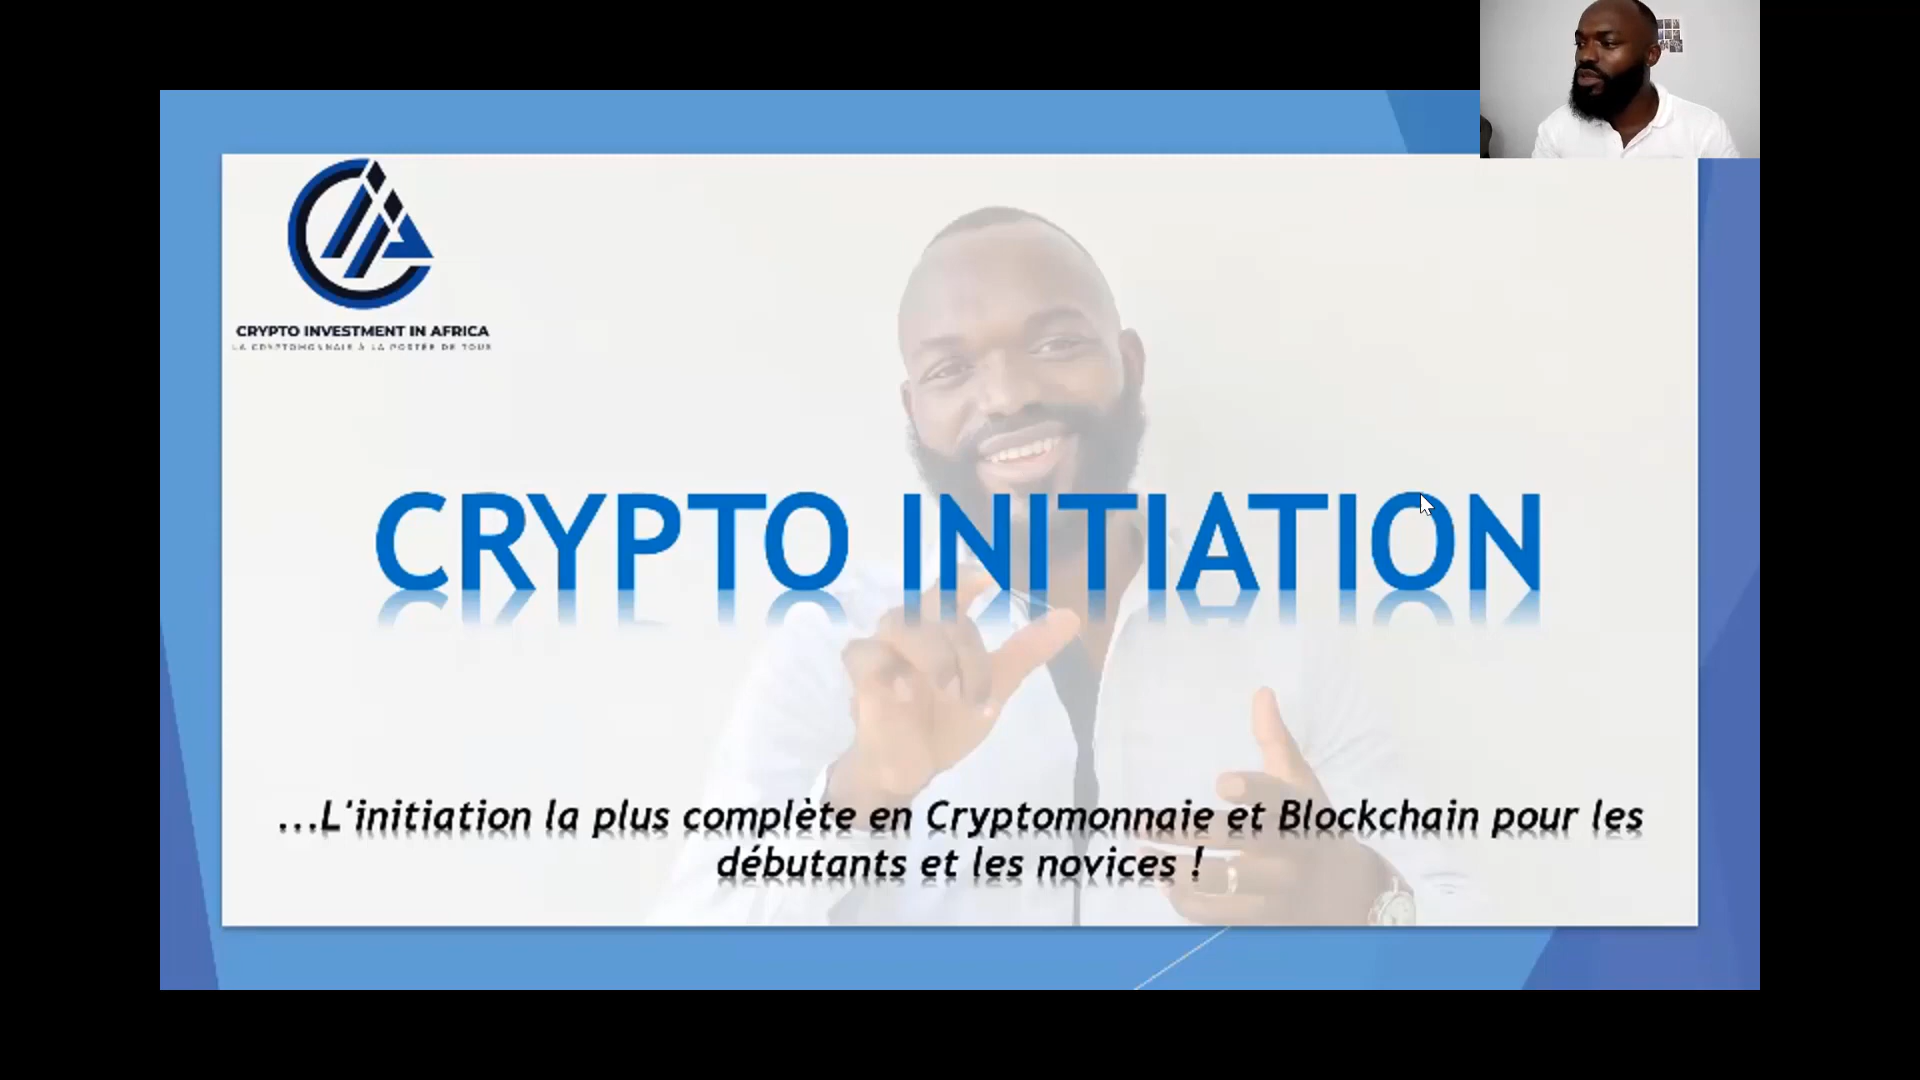 CRYPTO INVESTMENT IN AFRICA
LA CRYPTOMONNAIE À LA PORTÉE DE TOUS
CRYPTO INITIATION
...L'initiation la plus complète en Cryptomonnaie et Blockchain pour les
débutants et les novices !